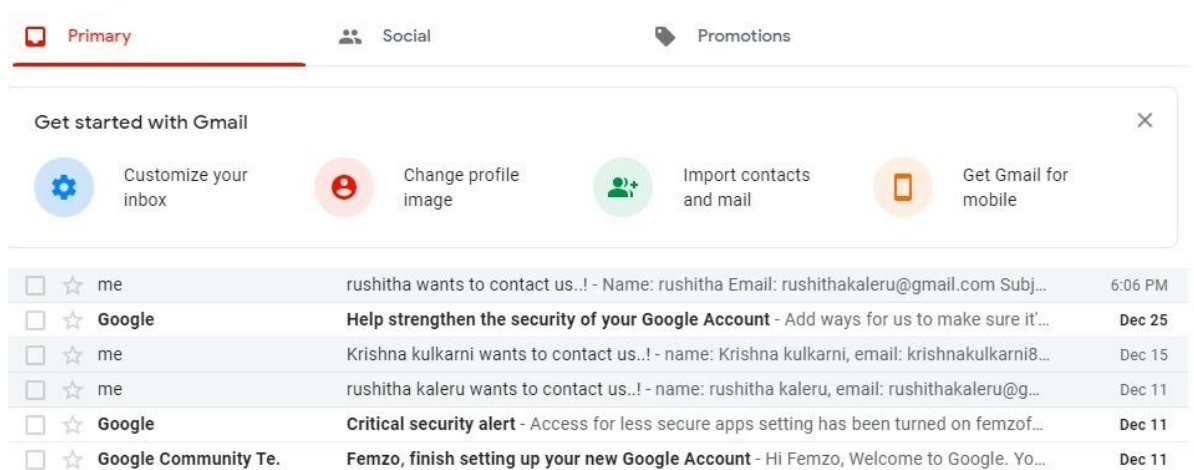 Primary Social Promotions
Get started with Gmail
Customize your inbox
Change profile image
Import contacts and mail
Get Gmail for mobile
me rushitha wants to contact us..! - Name: rushitha Email: rushithakaleru@gmail.com Subj... 6:06 PM
Google Help strengthen the security of your Google Account - Add ways for us to make sure it'... Dec 25
me Krishna kulkarni wants to contact us..! - name: Krishna kulkarni, email: krishnakulkarni8... Dec 15
me rushitha kaleru wants to contact us..! - name: rushitha kaleru, email: rushithakaleru@g... Dec 11
Google Critical security alert - Access for less secure apps setting has been turned on femzof... Dec 11
Google Community Te. Femzo, finish setting up your new Google Account - Hi Femzo, Welcome to Google. Yo... Dec 11